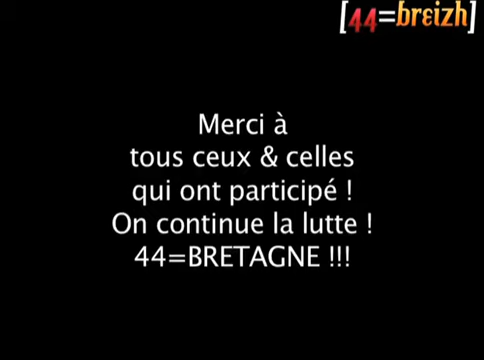 [44=breizh]
Merci à
tous ceux & celles
qui ont participé !
On continue la lutte !
44=BRETAGNE !!!